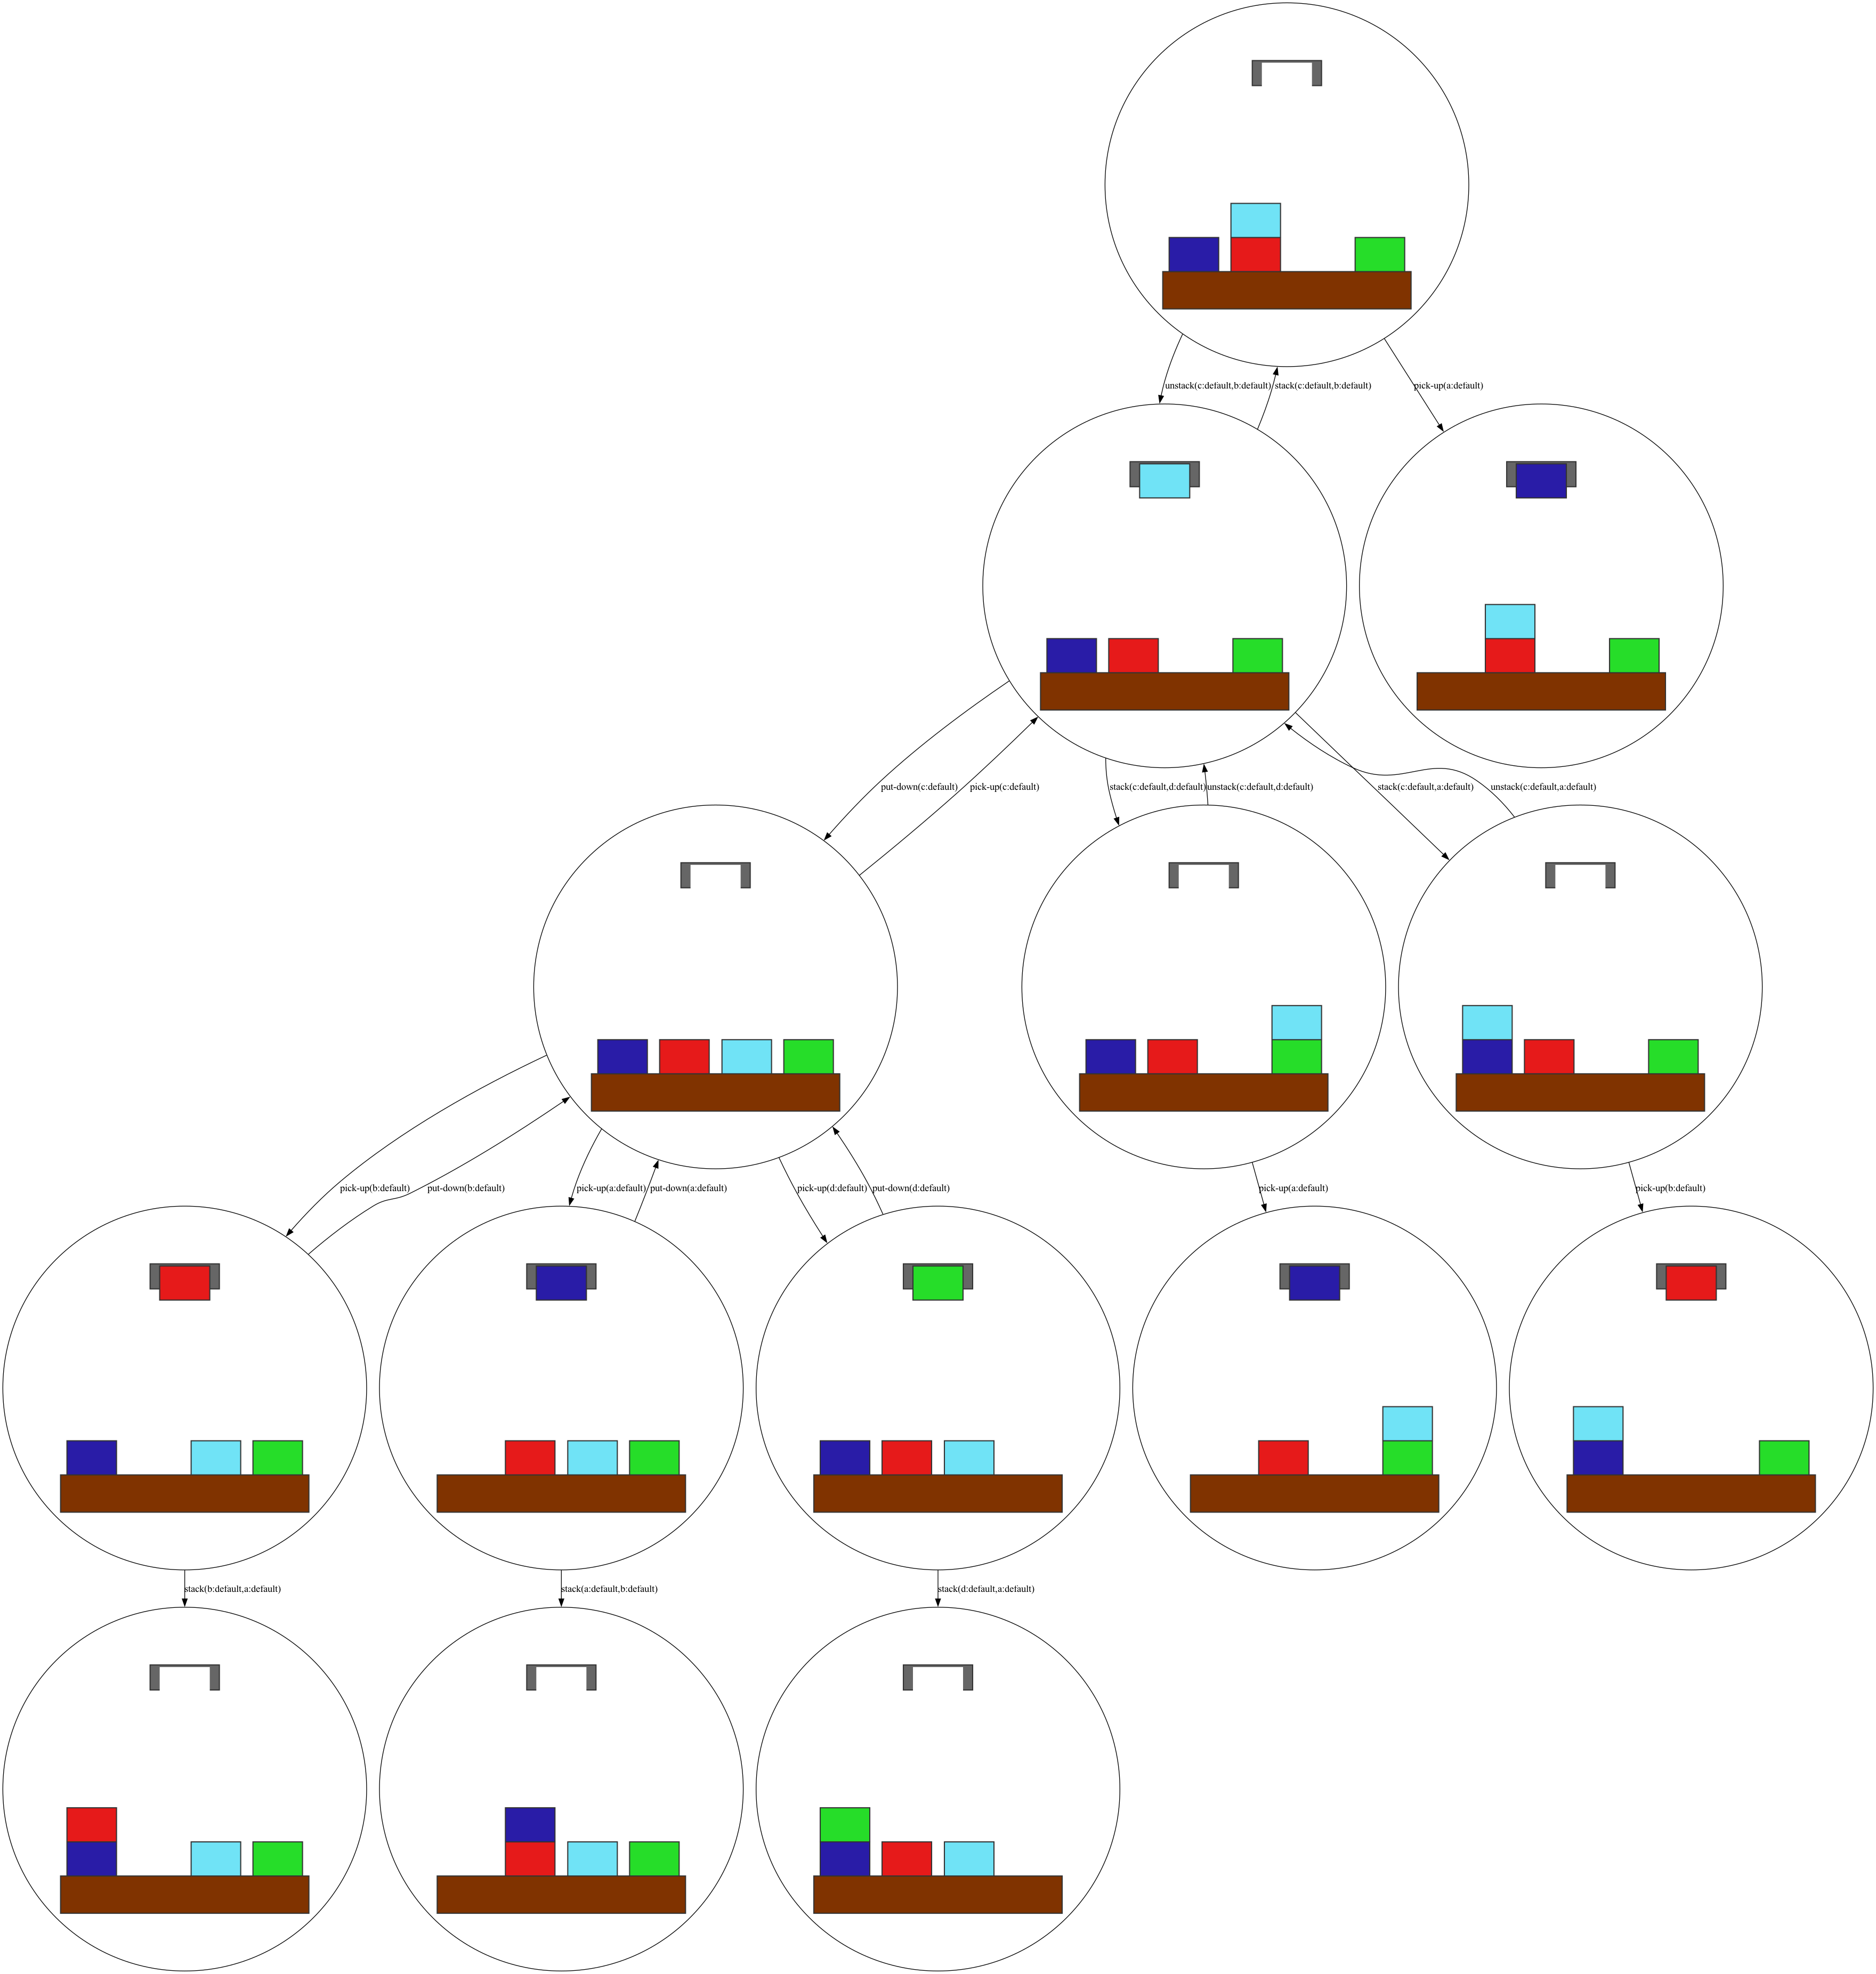 unstack(c:default,b:default)
stack(c:default,b:default)
pick-up(a:default)
put-down(c:default)
pick-up(c:default)
stack(c:default,d:default)
unstack(c:default,d:default)
stack(c:default,a:default)
unstack(c:default,a:default)
pick-up(b:default)
put-down(b:default)
pick-up(a:default)
put-down(a:default)
pick-up(d:default)
put-down(d:default)
pick-up(a:default)
pick-up(b:default)
stack(b:default,a:default)
stack(a:default,b:default)
stack(d:default,a:default)